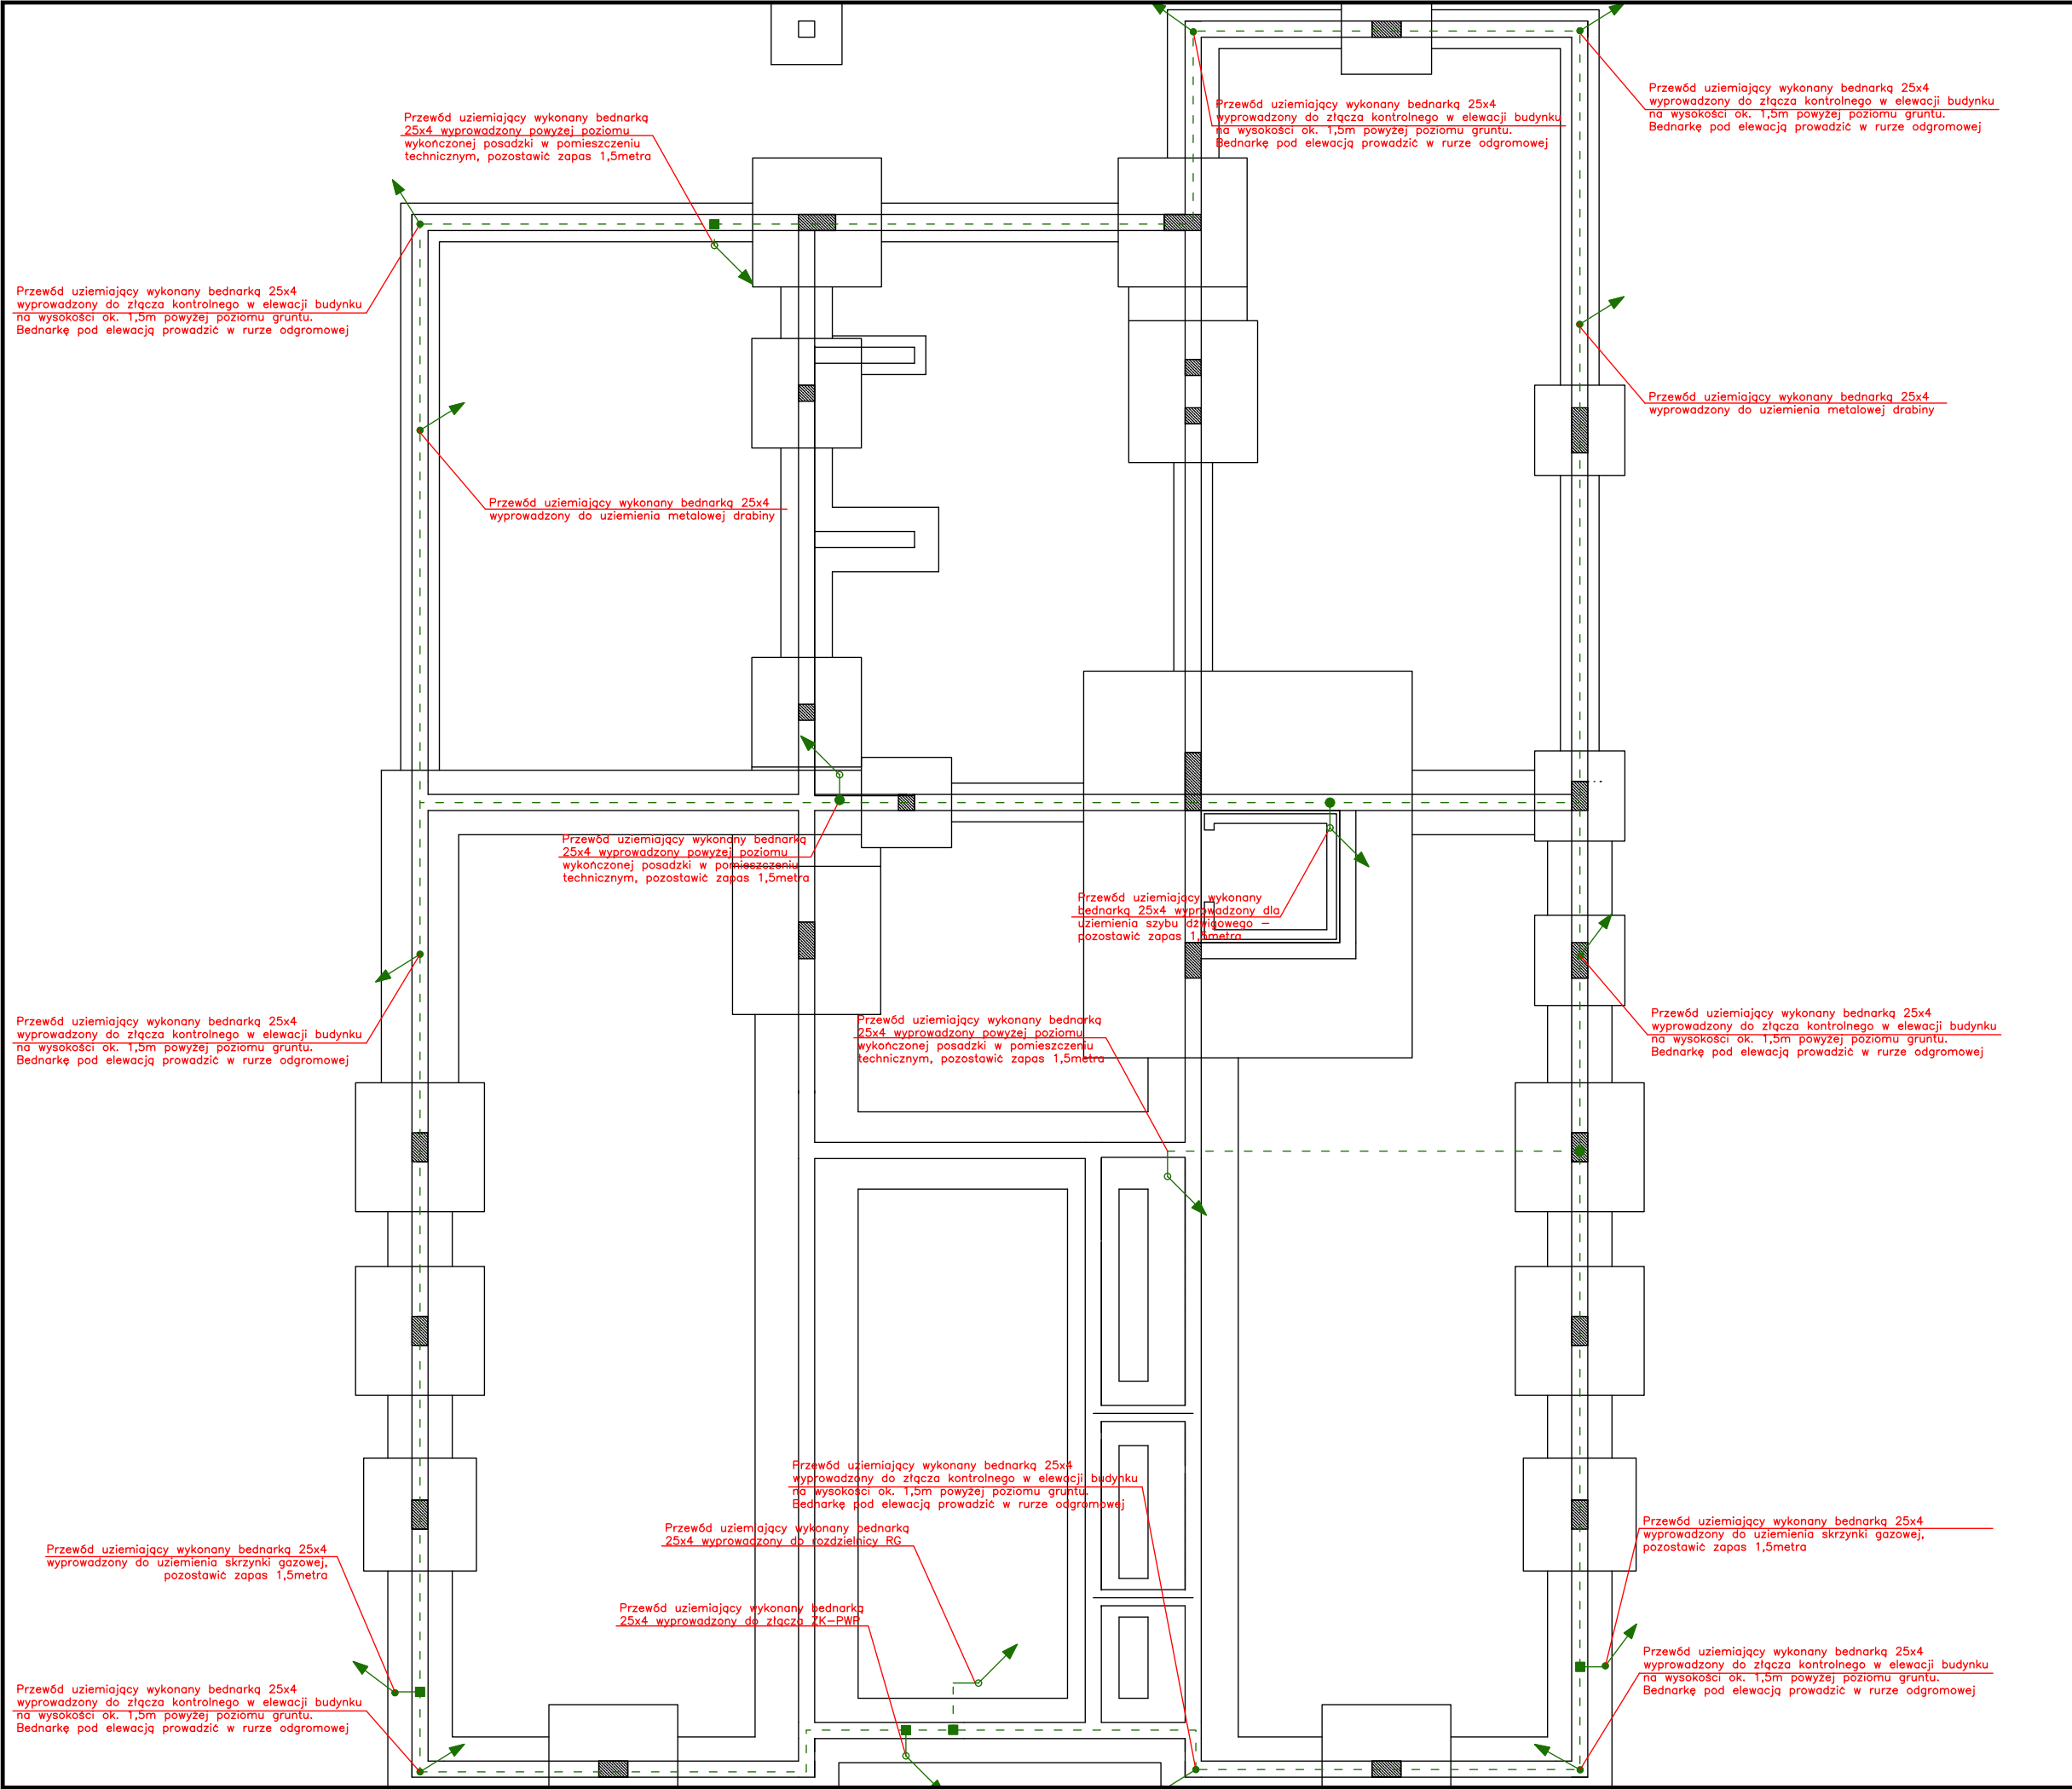 Przewód uziemiający wykonany bednarką 25x4
wyprowadzony do złącza kontrolnego w elewacji budynku
na wysokości ok. 1,5m powyżej poziomu gruntu.
Bednarkę pod elewacją prowadzić w rurze odgromowej
Przewód uziemiający wykonany bednarką 25x4
wyprowadzony do złącza kontrolnego w elewacji budynku
na wysokości ok. 1,5m powyżej poziomu gruntu.
Bednarkę pod elewacją prowadzić w rurze odgromowej
Przewód uziemiający wykonany bednarką
25x4 wyprowadzony powyżej poziomu
wykończonej posadzki w pomieszczeniu
technicznym, pozostawić zapas 1,5metra
Przewód uziemiający wykonany bednarką 25x4
wyprowadzony do złącza kontrolnego w elewacji budynku
na wysokości ok. 1,5m powyżej poziomu gruntu.
Bednarkę pod elewacją prowadzić w rurze odgromowej
Przewód uziemiający wykonany bednarką 25x4
wyprowadzony do uziemienia metalowej drabiny
Przewód uziemiający wykonany bednarką 25x4
wyprowadzony do uziemienia metalowej drabiny
Przewód uziemiający wykonany bednarką
25x4 wyprowadzony powyżej poziomu
wykończonej posadzki w pomieszczeniu
technicznym, pozostawić zapas 1,5metra
Przewód uziemiający wykonany
bednarką 25x4 wyprowadzony dla
uziemienia szybu dźwigowego –
pozostawić zapas 1,5metra
Przewód uziemiający wykonany bednarką 25x4
wyprowadzony do złącza kontrolnego w elewacji budynku
na wysokości ok. 1,5m powyżej poziomu gruntu.
Bednarkę pod elewacją prowadzić w rurze odgromowej
Przewód uziemiający wykonany bednarką
25x4 wyprowadzony powyżej poziomu
wykończonej posadzki w pomieszczeniu
technicznym, pozostawić zapas 1,5metra
Przewód uziemiający wykonany bednarką 25x4
wyprowadzony do złącza kontrolnego w elewacji budynku
na wysokości ok. 1,5m powyżej poziomu gruntu.
Bednarkę pod elewacją prowadzić w rurze odgromowej
Przewód uziemiający wykonany bednarką 25x4
wyprowadzony do złącza kontrolnego w elewacji budynku
na wysokości ok. 1,5m powyżej poziomu gruntu.
Bednarkę pod elewacją prowadzić w rurze odgromowej
Przewód uziemiający wykonany bednarką 25x4
wyprowadzony do uziemienia skrzynki gazowej,
pozostawić zapas 1,5metra
Przewód uziemiający wykonany bednarką
25x4 wyprowadzony do rozdzielnicy RG
Przewód uziemiający wykonany bednarką 25x4
wyprowadzony do uziemienia skrzynki gazowej,
pozostawić zapas 1,5metra
Przewód uziemiający wykonany bednarką
25x4 wyprowadzony do złącza ZK–PWP
Przewód uziemiający wykonany bednarką 25x4
wyprowadzony do złącza kontrolnego w elewacji budynku
na wysokości ok. 1,5m powyżej poziomu gruntu.
Bednarkę pod elewacją prowadzić w rurze odgromowej
Przewód uziemiający wykonany bednarką 25x4
wyprowadzony do złącza kontrolnego w elewacji budynku
na wysokości ok. 1,5m powyżej poziomu gruntu.
Bednarkę pod elewacją prowadzić w rurze odgromowej